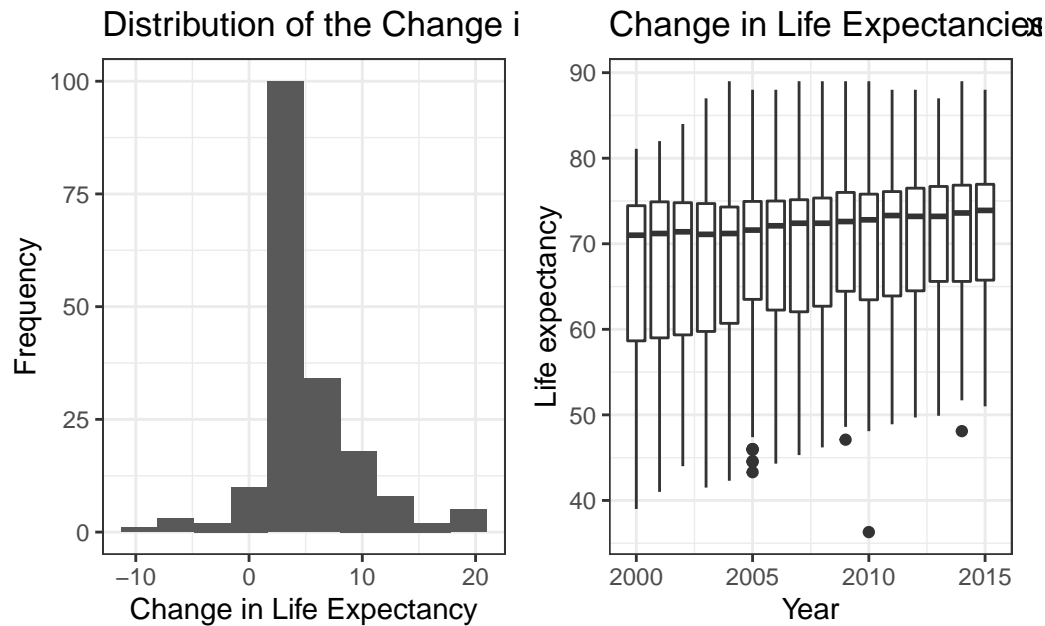 Distribution of the Change i
100
75
50
25
0
Frequency
−10 0 10 20
Change in Life Expectancy
Change in Life Expectancies
90
80
70
60
50
40
Life expectancy
2000 2005 2010 2015
Year